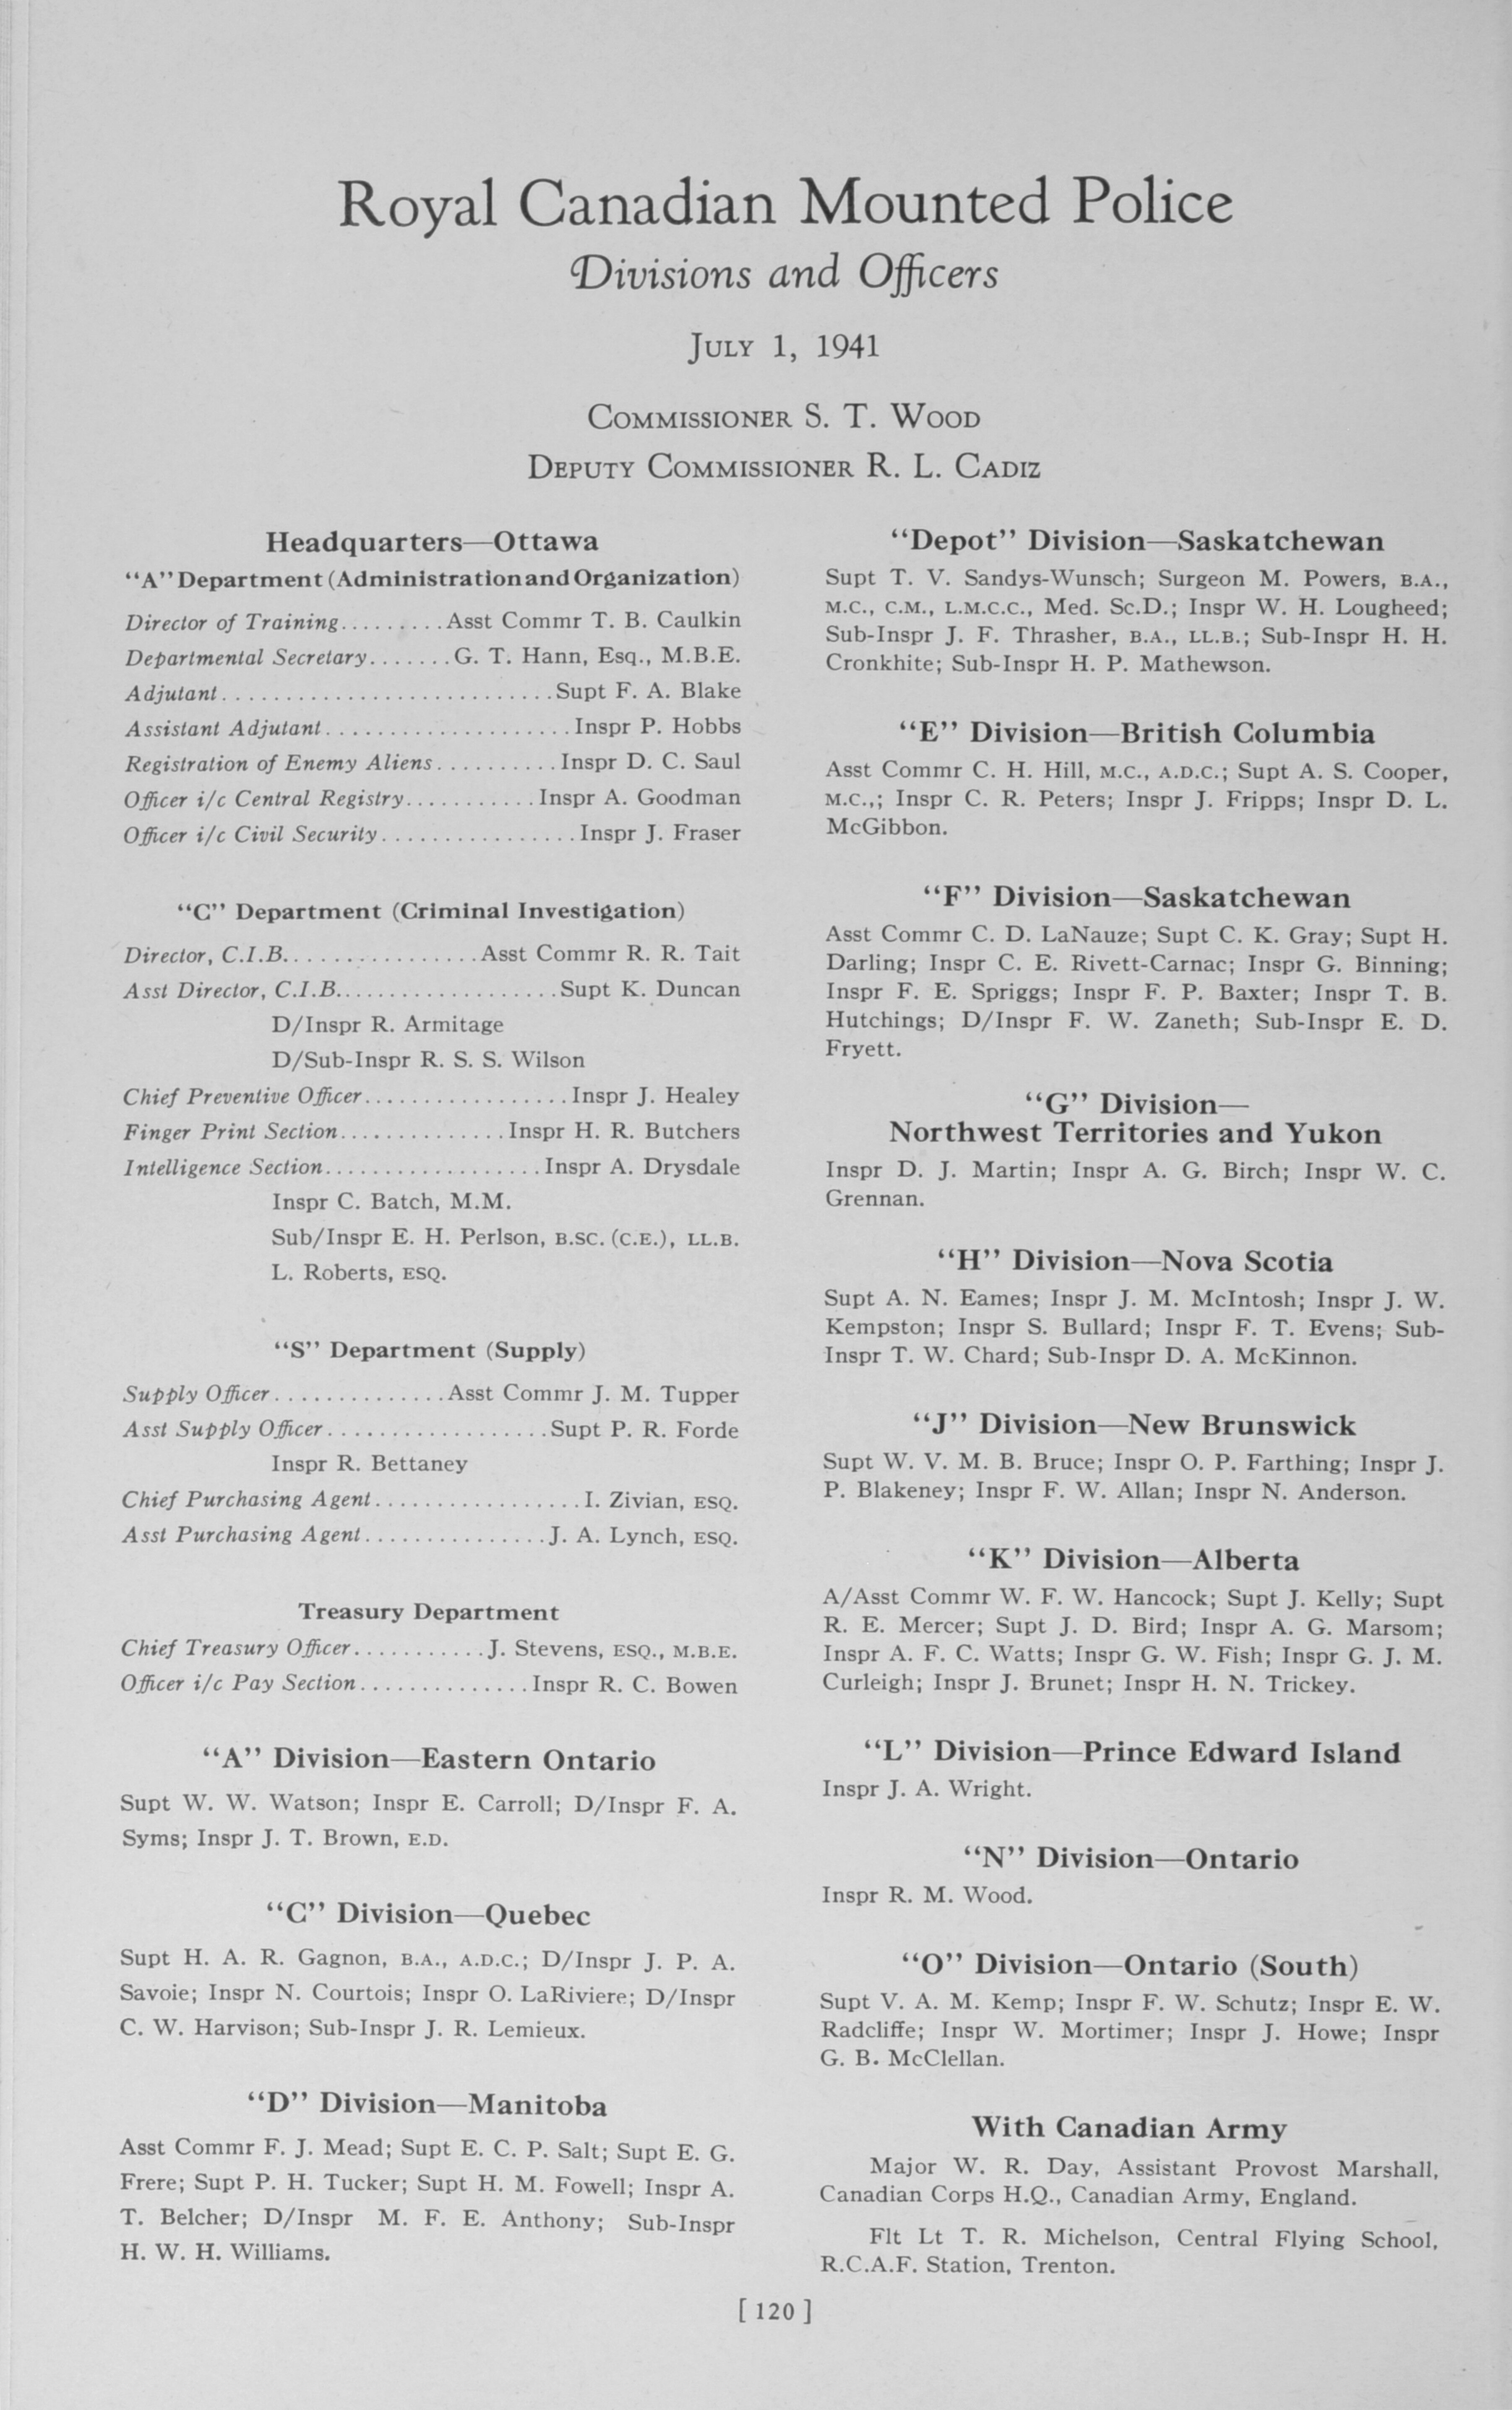 Royal Canadian Mounted Police
Divisions and Officers
JULY 1, 1941
COMMISSIONER S. T. WOOD
DEPUTY COMMISSIONER R. L. CADIZ
Headquarters—Ottawa
"A" Department (Administration and Organization)
Director of Training.........Asst Commr T. B. Caulkin
Departmental Secretary.......G. T. Hann, Esq., M.B.E.
Adjutant..........................Supt F. A. Blake
Assistant Adjutant....................Inspr P. Hobbs
Registration of Enemy Aliens..........Inspr D. C. Saul
Officer i/c Central Registry...........Inspr A. Goodman
Officer i/c Civil Security................Inspr J. Fraser
"C" Department (Criminal Investigation)
Director, C.I.B................Asst Commr R. R. Tait
Asst Director, C.I.B...................Supt K. Duncan
D/Inspr R. Armitage
D/Sub-Inspr R. S. S. Wilson
Chief Preventive Officer.................Inspr J. Healey
Finger Print Section..............Inspr H. R. Butchers
Intelligence Section..................Inspr A. Drysdale
Inspr C. Batch, M.M.
Sub/Inspr E. H. Perlson, B.SC. (C.E.), LL.B.
L. Roberts, ESQ.
"S" Department (Supply)
Supply Officer..............Asst Commr J. M. Tupper
Asst Supply Officer..................Supt P. R. Forde
Inspr R. Bettaney
Chief Purchasing Agent.................I. Zivian, ESQ.
Asst Purchasing Agent...............J. A. Lynch, ESQ.
Treasury Department
Chief Treasury Officer...........J. Stevens, ESQ., M.B.E.
Officer i/c Pay Section..............Inspr R. C. Bowen
"A" Division—Eastern Ontario
Supt W. W. Watson; Inspr E. Carroll; D/Inspr F. A.
Syms; Inspr J. T. Brown, E.D.
"C" Division—Quebec
Supt H. A. R. Gagnon, B.A., A.D.C.; D/Inspr J. P. A.
Savoie; Inspr N. Courtois; Inspr O. LaRiviere; D/Inspr
C. W. Harvison; Sub-Inspr J. R. Lemieux.
"D" Division—Manitoba
Asst Commr F. J. Mead; Supt E. C. P. Salt; Supt E. G.
Frere; Supt P. H. Tucker; Supt H. M. Fowell; Inspr A.
T. Belcher; D/Inspr M. F. E. Anthony; Sub-Inspr
H. W. H. Williams.
"Depot" Division—Saskatchewan
Supt T. V. Sandys-Wunsch; Surgeon M. Powers, B.A.,
M.C., C.M., L.M.C.C., Med. Sc.D.; Inspr W. H. Lougheed;
Sub-Inspr J. F. Thrasher, B.A., LL.B.; Sub-Inspr H. H.
Cronkhite; Sub-Inspr H. P. Mathewson.
"E" Division—British Columbia
Asst Commr C. H. Hill, M.C., A.D.C.; Supt A. S. Cooper,
M.C.,; Inspr C. R. Peters; Inspr J. Fripps; Inspr D. L.
McGibbon.
"F" Division—Saskatchewan
Asst Commr C. D. LaNauze; Supt C. K. Gray; Supt H.
Darling; Inspr C. E. Rivett-Carnac; Inspr G. Binning;
Inspr F. E. Spriggs; Inspr F. P. Baxter; Inspr T. B.
Hutchings; D/Inspr F. W. Zaneth; Sub-Inspr E. D.
Fryett.
"G" Division—
Northwest Territories and Yukon
Inspr D. J. Martin; Inspr A. G. Birch; Inspr W. C.
Grennan.
"H" Division—Nova Scotia
Supt A. N. Eames; Inspr J. M. McIntosh; Inspr J. W.
Kempston; Inspr S. Bullard; Inspr F. T. Evens; Sub-
Inspr T. W. Chard; Sub-Inspr D. A. McKinnon.
"J" Division—New Brunswick
Supt W. V. M. B. Bruce; Inspr O. P. Farthing; Inspr J.
P. Blakeney; Inspr F. W. Allan; Inspr N. Anderson.
"K" Division—Alberta
A/Asst Commr W. F. W. Hancock; Supt J. Kelly; Supt
R. E. Mercer; Supt J. D. Bird; Inspr A. G. Marsom;
Inspr A. F. C. Watts; Inspr G. W. Fish; Inspr G. J. M.
Curleigh; Inspr J. Brunet; Inspr H. N. Trickey.
"L" Division—Prince Edward Island
Inspr J. A. Wright.
"N" Division—Ontario
Inspr R. M. Wood.
"O" Division—Ontario (South)
Supt V. A. M. Kemp; Inspr F. W. Schutz; Inspr E. W.
Radcliffe; Inspr W. Mortimer; Inspr J. Howe; Inspr
G. B. McClellan.
With Canadian Army
Major W. R. Day, Assistant Provost Marshall,
Canadian Corps H.Q., Canadian Army, England.
Flt Lt T. R. Michelson, Central Flying School,
R.C.A.F. Station, Trenton.
[ 120 ]